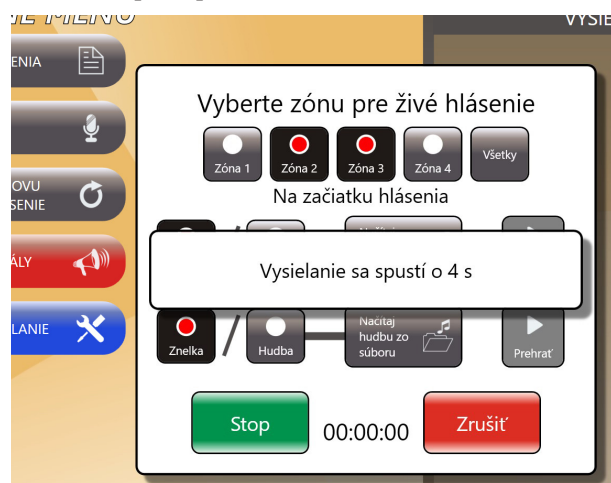 VYSIE
ENIA
Vyberte zónu pre živé hlásenie
Zóna 1
Zóna 2
Zóna 3
Zóna 4
Všetky
OVU
SENIE
Na začiatku hlásenia
ÁLY
Vysielanie sa spustí o 4 s
LANIE
Znelka
Hudba
Načítaj
hudbu zo
súboru
Prehrať
Stop
00:00:00
Zrušiť